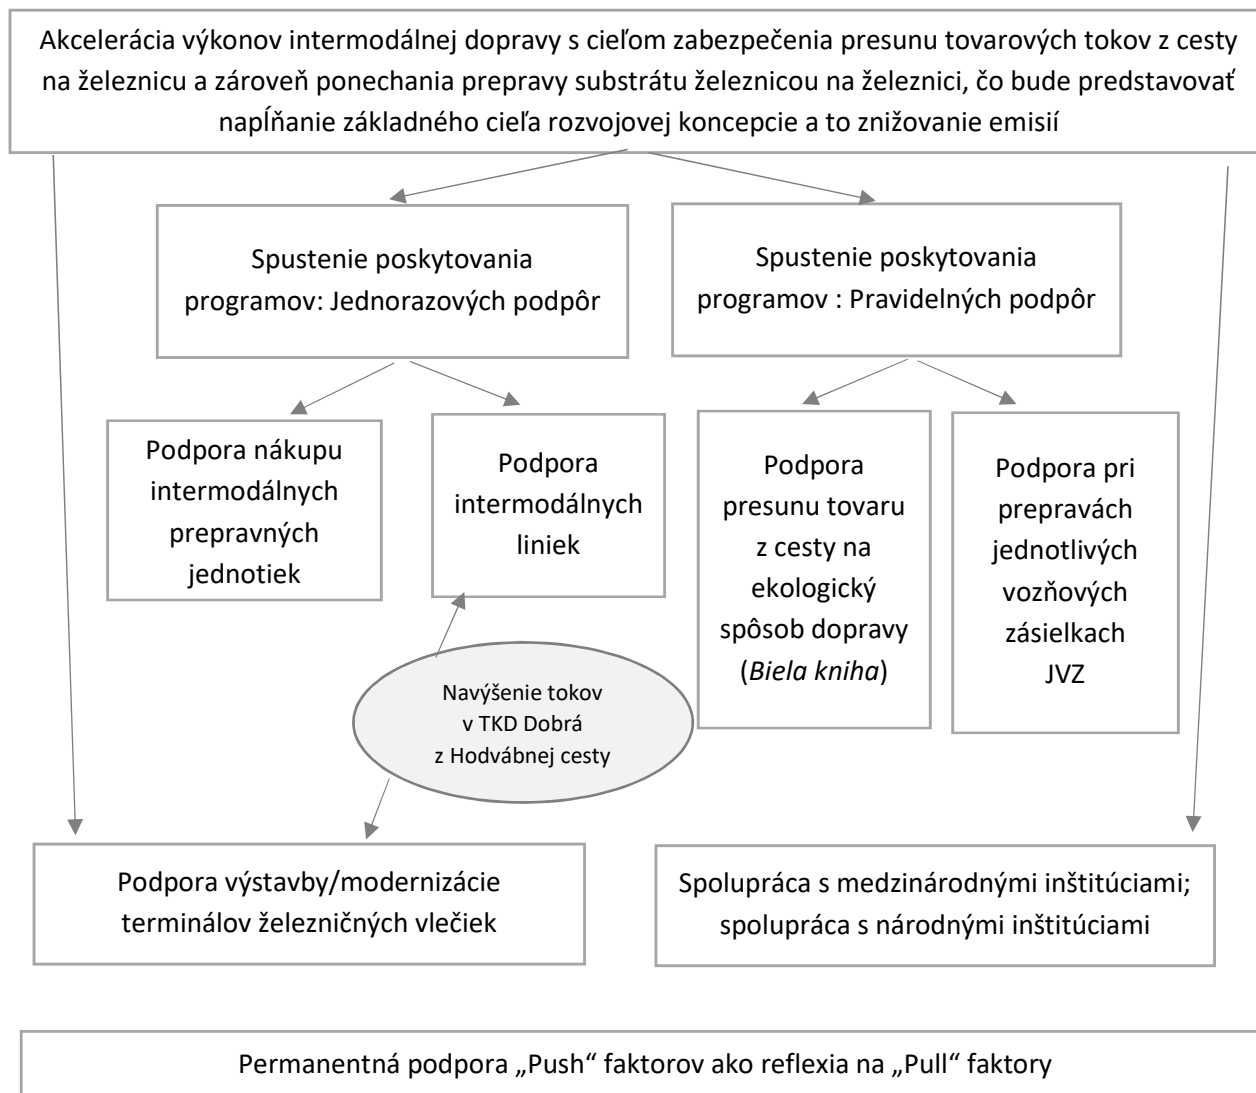 Akcelerácia výkonov intermodálnej dopravy s cieľom zabezpečenia presunu tovarových tokov z cesty
na železnicu a zároveň ponechania prepravy substrátu železnicou na železnici, čo bude predstavovať
napĺňanie základného cieľa rozvojovej koncepcie a to znižovanie emisií
Spustenie poskytovania
programov: Jednorazových podpôr
Spustenie poskytovania
programov : Pravidelných podpôr
Podpora nákupu
intermodálnych
prepravných
jednotiek
Podpora
intermodálnych
liniek
Podpora
presunu tovaru
z cesty na
ekologický
spôsob dopravy
(Biela kniha)
Podpora pri
prepravách
jednotlivých
vozňových
zásielkach
JVZ
Navýšenie tokov
v TKD Dobrá
z Hodvábnej cesty
Podpora výstavby/modernizácie
terminálov železničných vlečiek
Spolupráca s medzinárodnými inštitúciami;
spolupráca s národnými inštitúciami
Permanentná podpora „Push“ faktorov ako reflexia na „Pull“ faktory